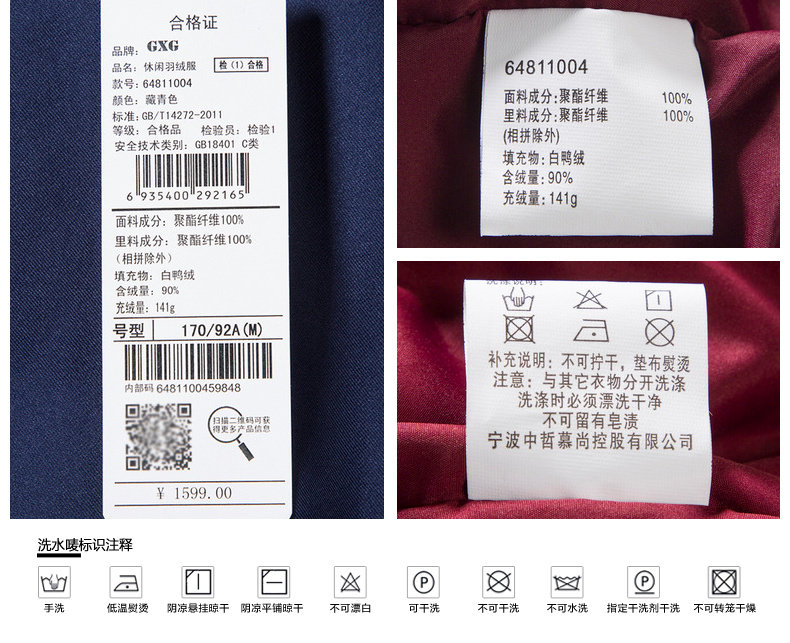 合格证
品牌: GXG
品名: 休闲羽绒服 检(1)合格
款号: 64811004
颜色: 藏青色
标准: GB/T14272-2011
等级: 合格品 检验员: 检验1
安全技术类别: GB18401 C类
6 935400 292165
面料成分: 聚酯纤维100%
里料成分: 聚酯纤维100%
(相拼除外)
填充物: 白鸭绒
含绒量: 90%
充绒量: 141g
号型 170/92A(M)
内部码 6481100459848
扫描二维码可获
得更多产品信息
¥ 1599.00
64811004
面料成分:聚酯纤维 100%
里料成分:聚酯纤维 100%
(相拼除外)
填充物:白鸭绒
含绒量:90%
充绒量:141g
洗涤说明:
补充说明: 不可拧干, 垫布熨烫
注意: 与其它衣物分开洗涤
洗涤时必须漂洗干净
不可留有皂渍
宁波中哲慕尚控股有限公司
洗水唛标识注释
手洗 低温熨烫 阴凉悬挂晾干 阴凉平铺晾干 不可漂白 可干洗 不可干洗 不可水洗 指定干洗剂干洗 不可转笼干燥